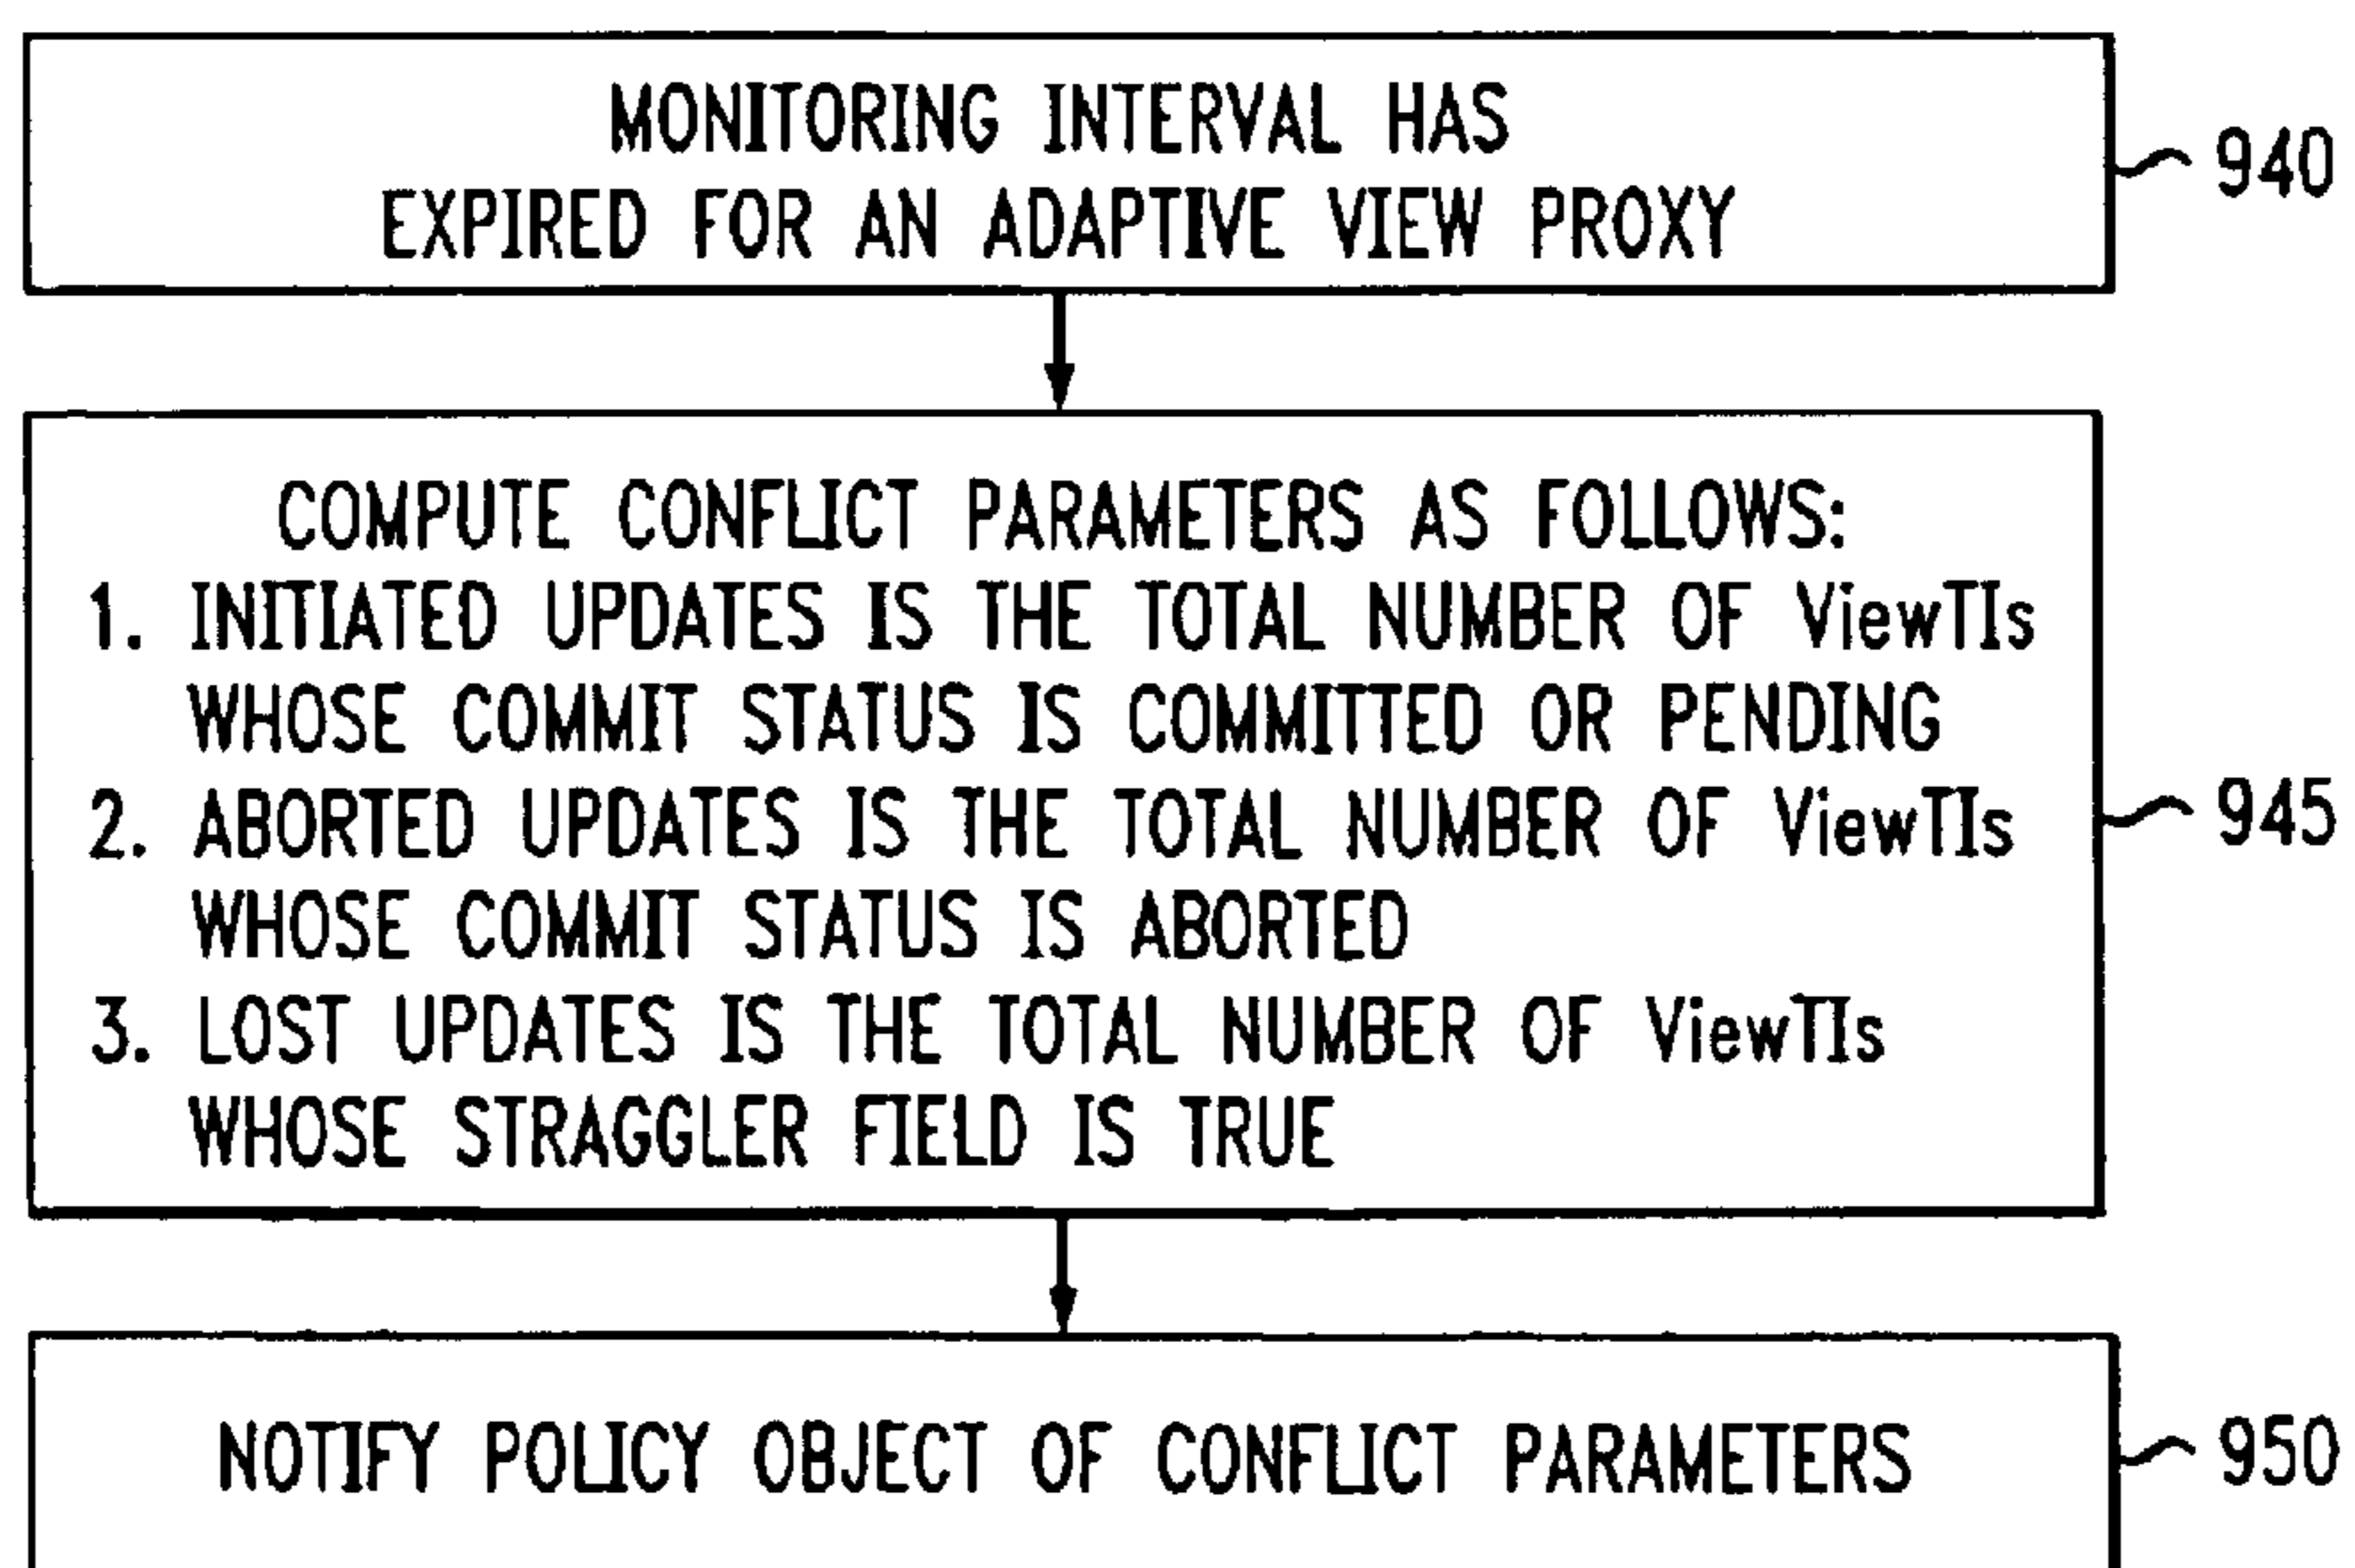 MONITORING INTERVAL HAS
EXPIRED FOR AN ADAPTIVE VIEW PROXY
940
COMPUTE CONFLICT PARAMETERS AS FOLLOWS:
1. INITIATED UPDATES IS THE TOTAL NUMBER OF ViewTIs
WHOSE COMMIT STATUS IS COMMITTED OR PENDING
2. ABORTED UPDATES IS THE TOTAL NUMBER OF ViewTIs
WHOSE COMMIT STATUS IS ABORTED
3. LOST UPDATES IS THE TOTAL NUMBER OF ViewTIs
WHOSE STRAGGLER FIELD IS TRUE
945
NOTIFY POLICY OBJECT OF CONFLICT PARAMETERS
950